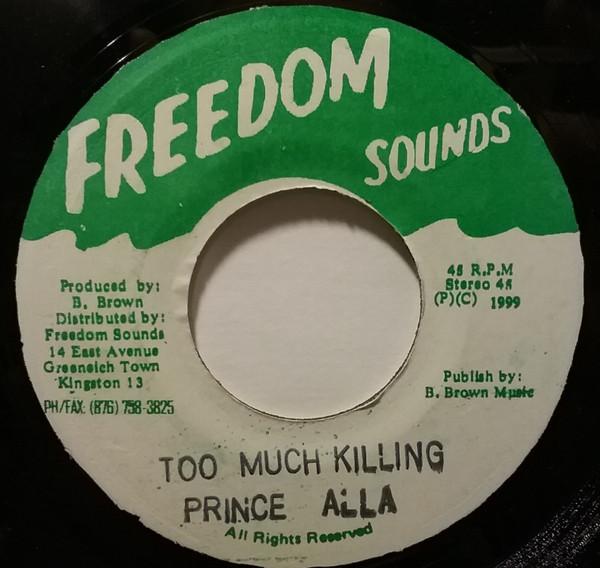 FREEDOM
SOUNDS
Produced by:
B. Brown
Distributed by:
Freedom Sounds
14 East Avenue
Greeneich Town
Kingston 13
PH/FAX: (876) 758-3825
45 R.P.M
Stereo 45
(P)(C) 1999
Publish by:
B. Brown Music
TOO MUCH KILLING
PRINCE ALLA
All Rights Reserved